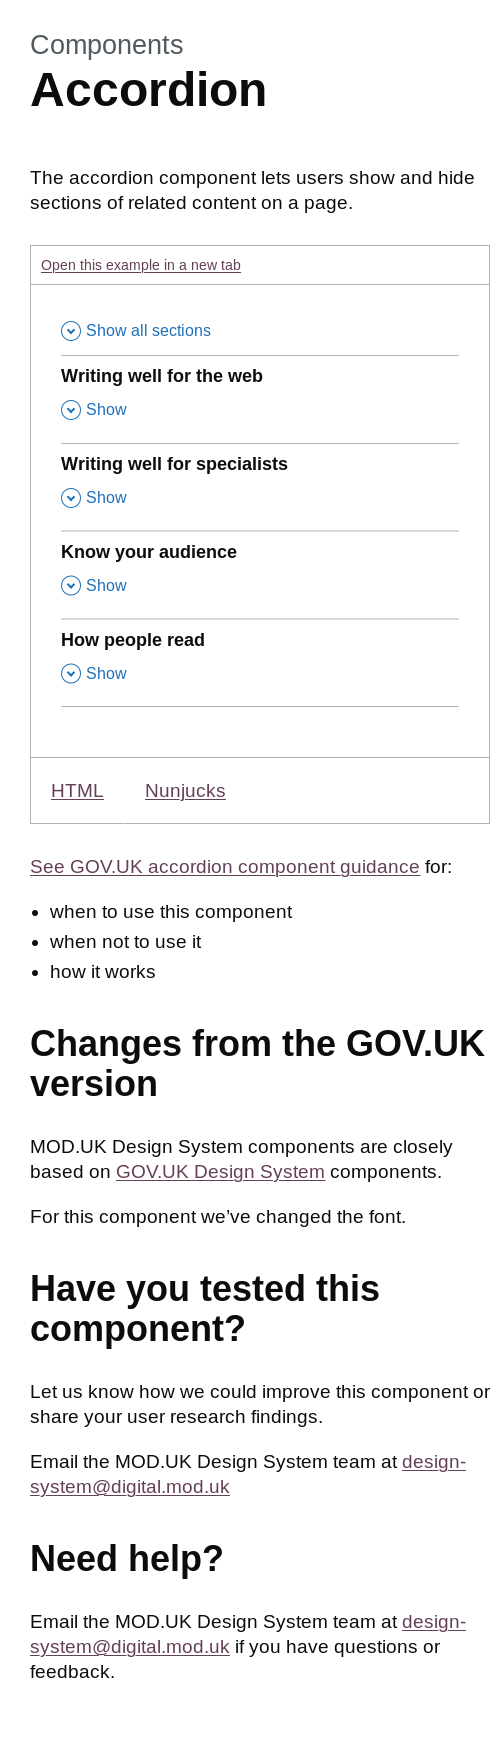 Components
Accordion
The accordion component lets users show and hide
sections of related content on a page.
Open this example in a new tab
Show all sections
Writing well for the web
Show
Writing well for specialists
Show
Know your audience
Show
How people read
Show
HTML Nunjucks
See GOV.UK accordion component guidance for:
• when to use this component
• when not to use it
• how it works
Changes from the GOV.UK
version
MOD.UK Design System components are closely
based on GOV.UK Design System components.
For this component we’ve changed the font.
Have you tested this
component?
Let us know how we could improve this component or
share your user research findings.
Email the MOD.UK Design System team at design-
system@digital.mod.uk
Need help?
Email the MOD.UK Design System team at design-
system@digital.mod.uk if you have questions or
feedback.